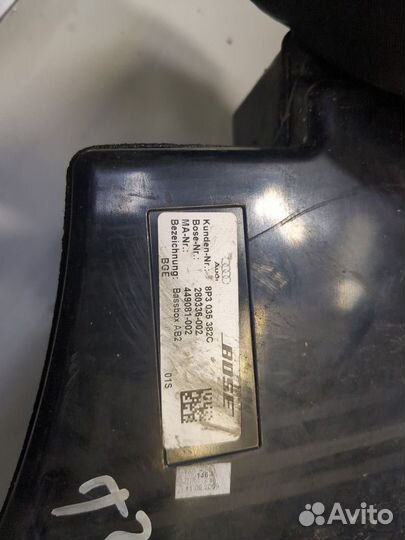 Audi
BOSE
Kunden-Nr.: 8P3 035 382C
Bose-Nr.: 280336-002
MA-Nr.: 449081-002
Bezeichnung: Bassbox AB2
BGE
01S
Avito